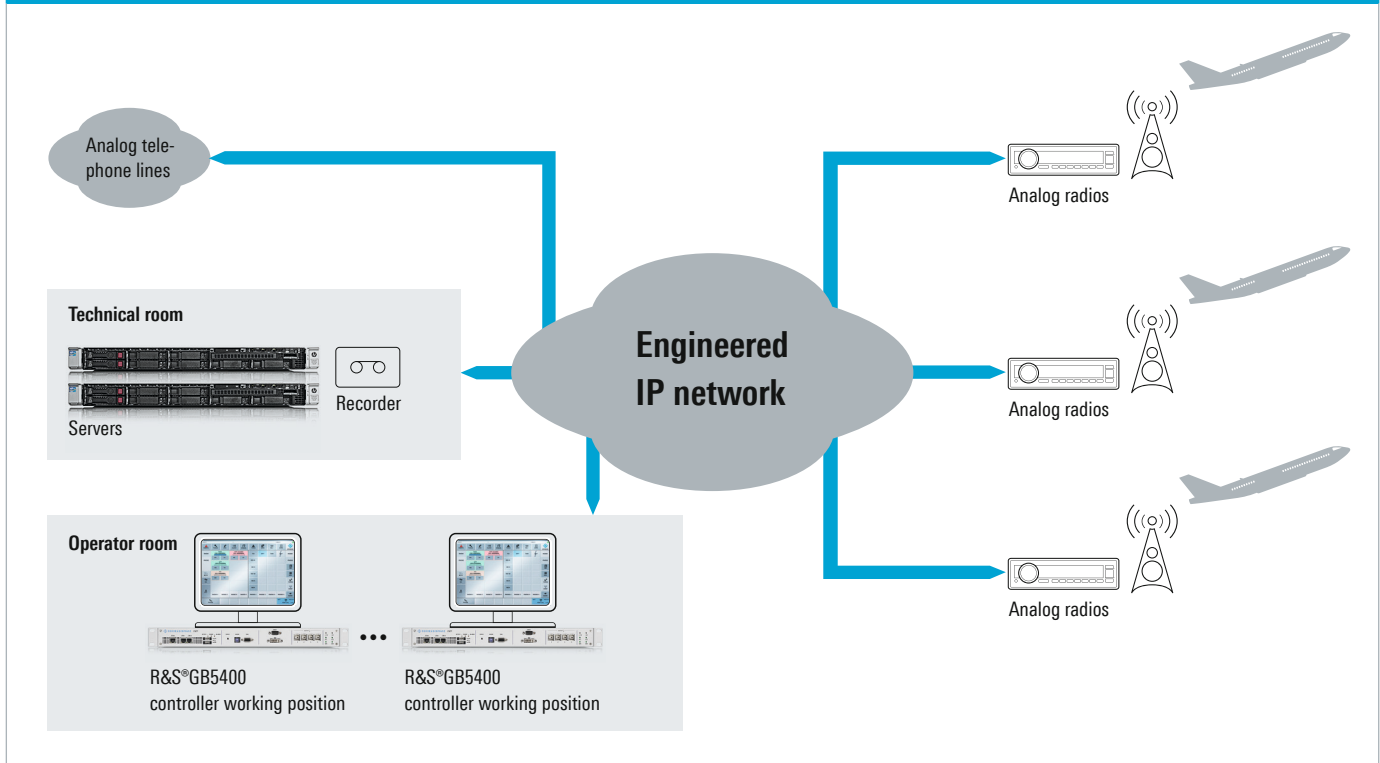 Analog tele-
phone lines
Technical room
Recorder
Servers
Operator room
R&S®GB5400
controller working position
R&S®GB5400
controller working position
Engineered
IP network
Analog radios
Analog radios
Analog radios